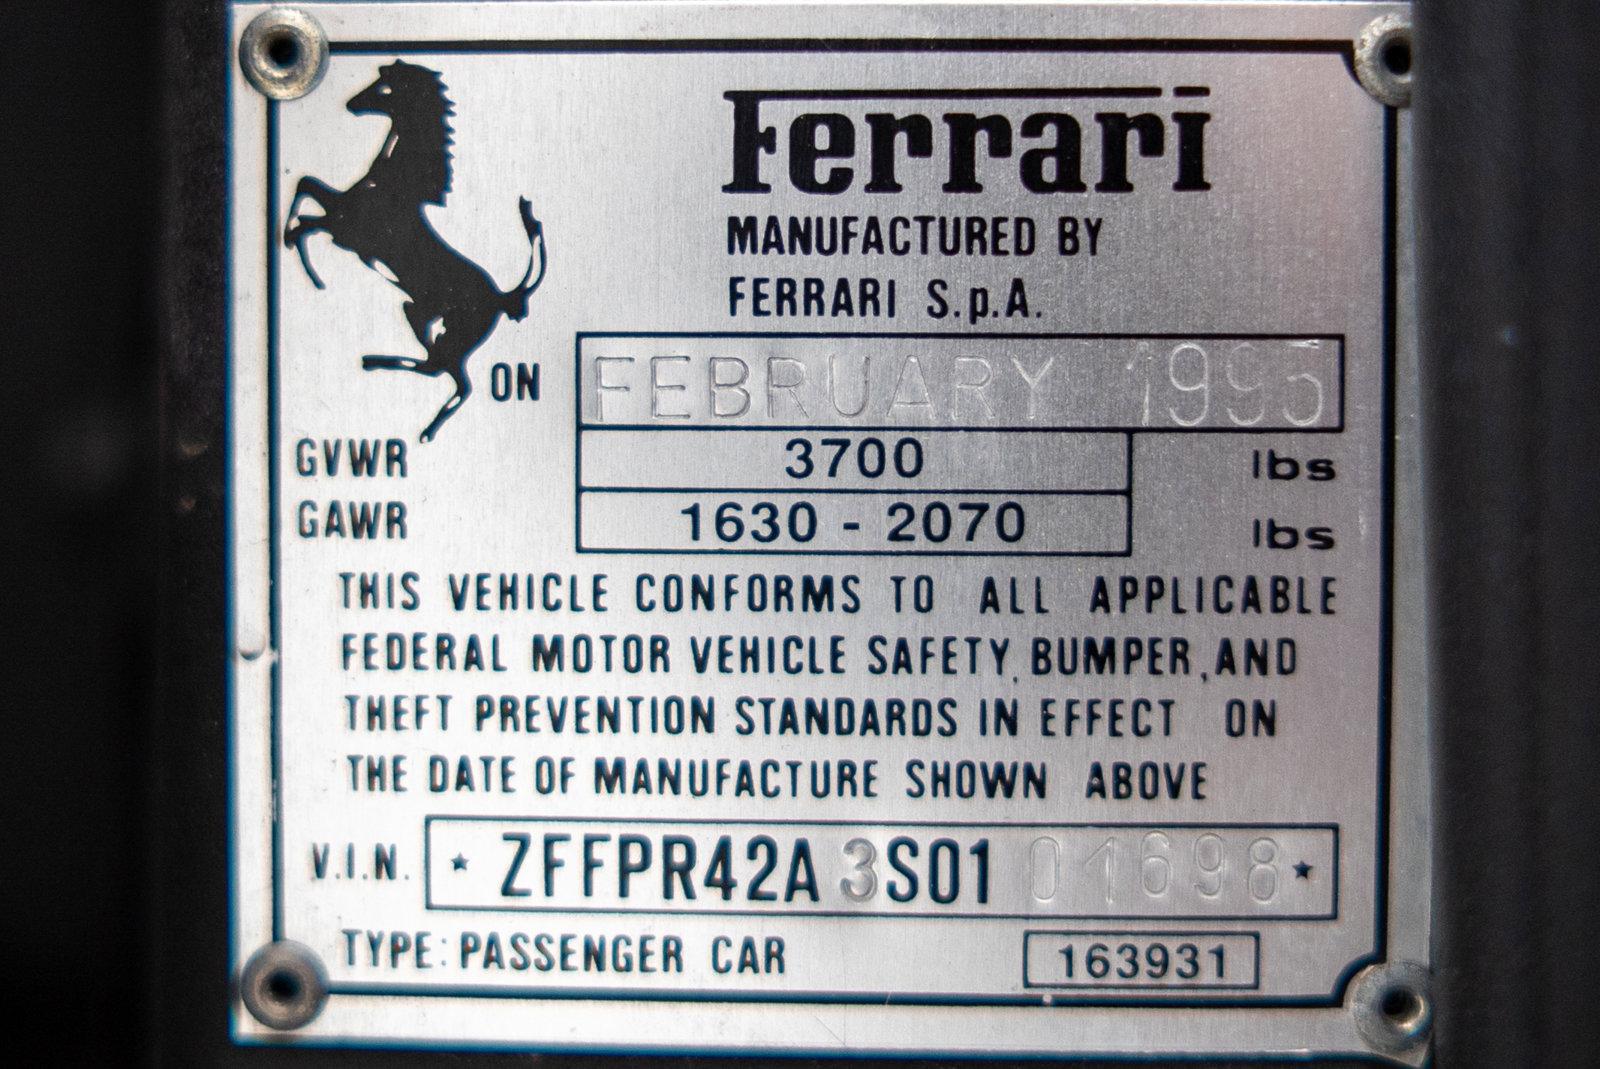 Ferrari
MANUFACTURED BY
FERRARI S.p.A.
ON FEBRUARY 1995
GVWR 3700 lbs
GAWR 1630 - 2070 lbs
THIS VEHICLE CONFORMS TO ALL APPLICABLE
FEDERAL MOTOR VEHICLE SAFETY, BUMPER, AND
THEFT PREVENTION STANDARDS IN EFFECT ON
THE DATE OF MANUFACTURE SHOWN ABOVE
V.I.N. ★ ZFFPR42A3S0101698 ★
TYPE: PASSENGER CAR 163931